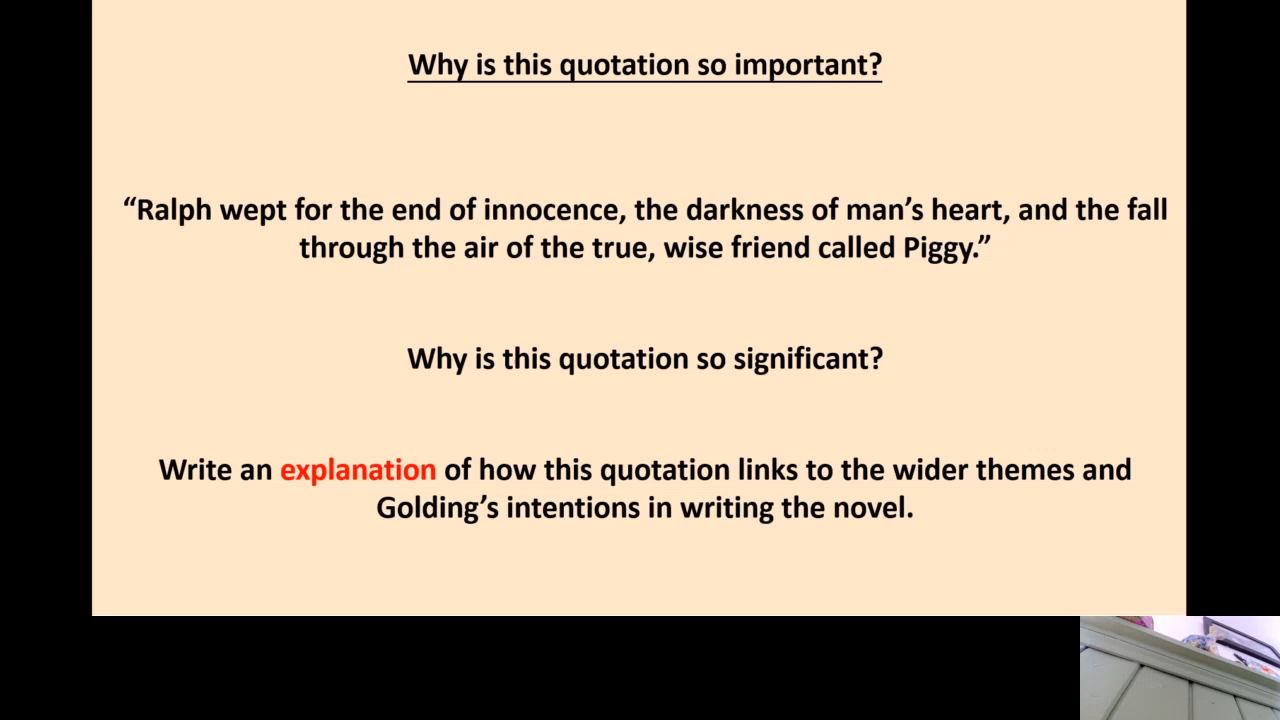 Why is this quotation so important?
“Ralph wept for the end of innocence, the darkness of man’s heart, and the fall
through the air of the true, wise friend called Piggy.”
Why is this quotation so significant?
Write an explanation of how this quotation links to the wider themes and
Golding’s intentions in writing the novel.